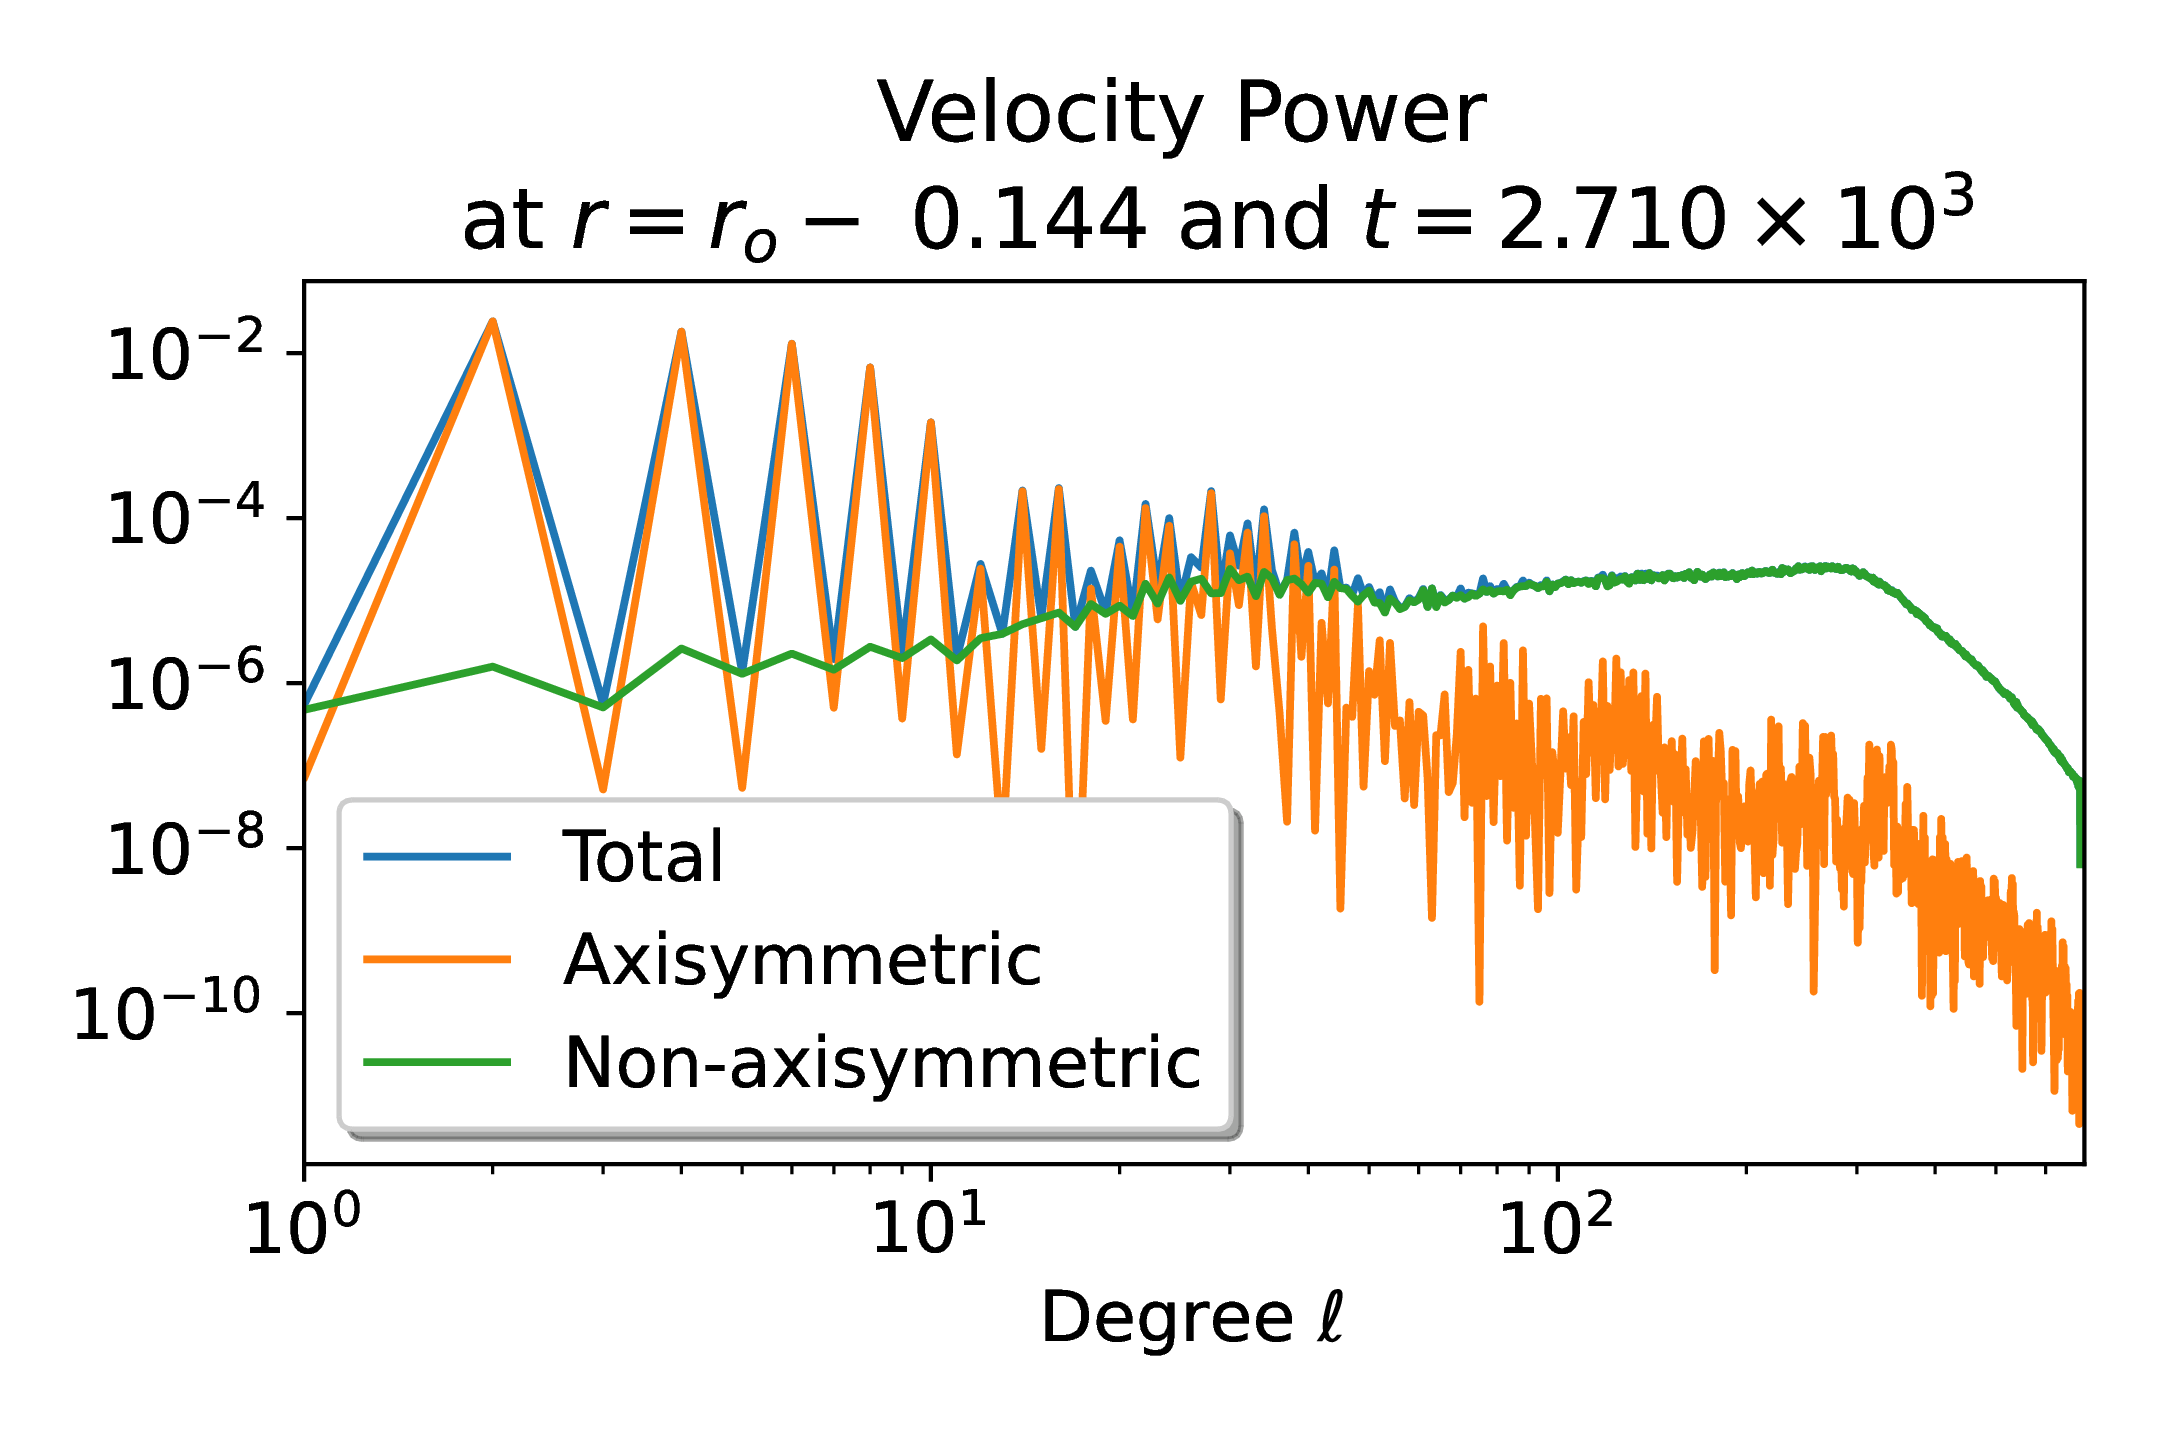 Velocity Power
at r = r_o − 0.144 and t = 2.710 × 10^3
10^−2
10^−4
10^−6
10^−8
10^−10
Total
Axisymmetric
Non-axisymmetric
10^0 10^1 10^2
Degree ℓ